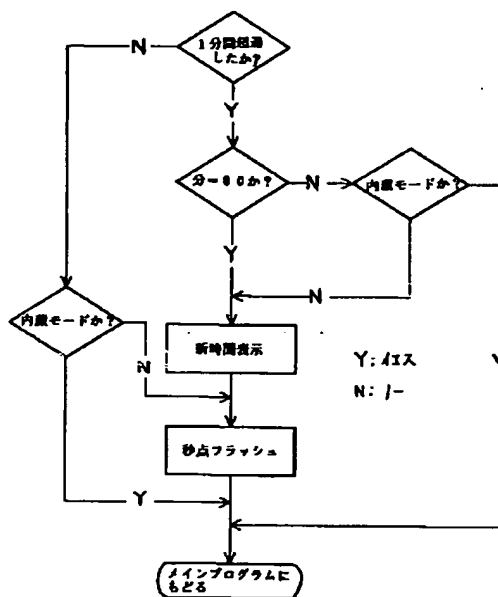 1分間経過
したか?
N
Y
分=60か?
N
内蔵モードか?
Y
N
内蔵モードか?
新時間表示
N
Y:イエス
Y
N:ノー
秒点フラッシュ
Y
メインプログラムに
もどる